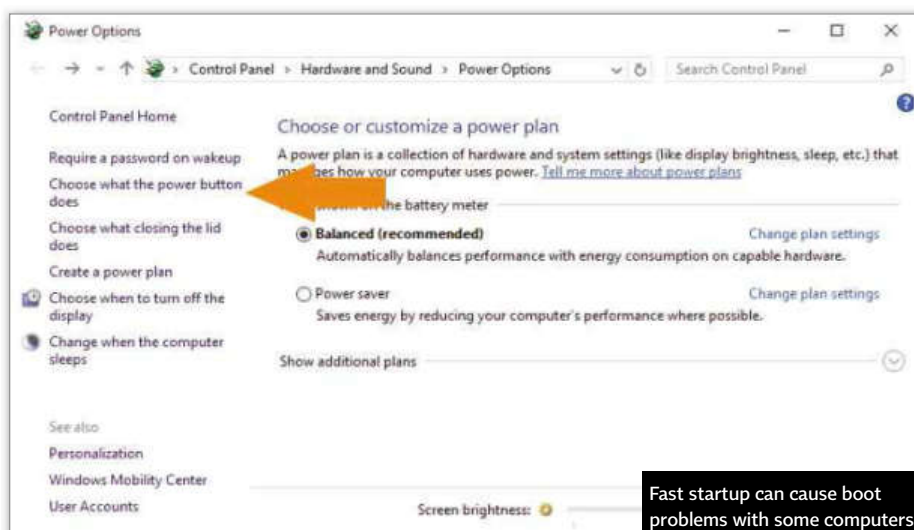 Power Options
Control Panel > Hardware and Sound > Power Options
Search Control Panel
Control Panel Home
Require a password on wakeup
Choose what the power button
does
Choose what closing the lid
does
Create a power plan
Choose when to turn off the
display
Change when the computer
sleeps
See also
Personalization
Windows Mobility Center
User Accounts
Choose or customize a power plan
A power plan is a collection of hardware and system settings (like display brightness, sleep, etc.) that
how your computer uses power. Tell me more about power plans
the battery meter
Balanced (recommended)
Change plan settings
Automatically balances performance with energy consumption on capable hardware.
Power saver
Change plan settings
Saves energy by reducing your computer's performance where possible.
Show additional plans
Screen brightness:
Fast startup can cause boot
problems with some computers